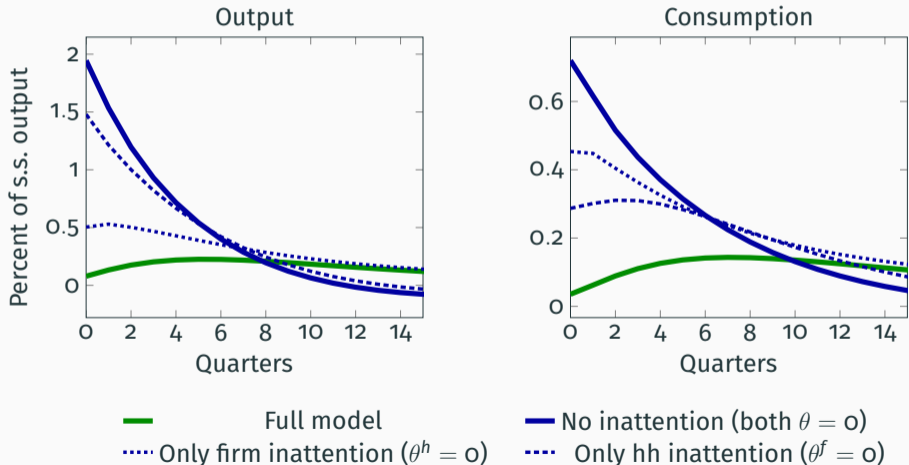 Output
Consumption
Percent of s.s. output
2
1.5
1
0.5
0
0 2 4 6 8 10 12 14
Quarters
0.6
0.4
0.2
0
0 2 4 6 8 10 12 14
Quarters
Full model
No inattention (both θ = 0)
Only firm inattention (θʰ = 0)
Only hh inattention (θᶠ = 0)